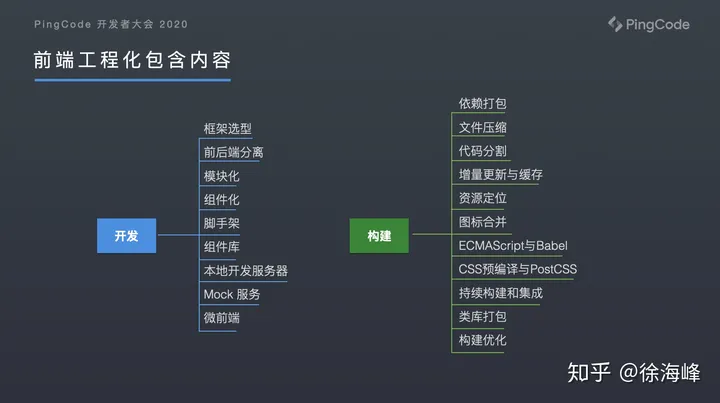 PingCode 开发者大会 2020
PingCode
前端工程化包含内容
开发
框架选型
前后端分离
模块化
组件化
脚手架
组件库
本地开发服务器
Mock 服务
微前端
构建
依赖打包
文件压缩
代码分割
增量更新与缓存
资源定位
图标合并
ECMAScript与Babel
CSS预编译与PostCSS
持续构建和集成
类库打包
构建优化
知乎 @徐海峰